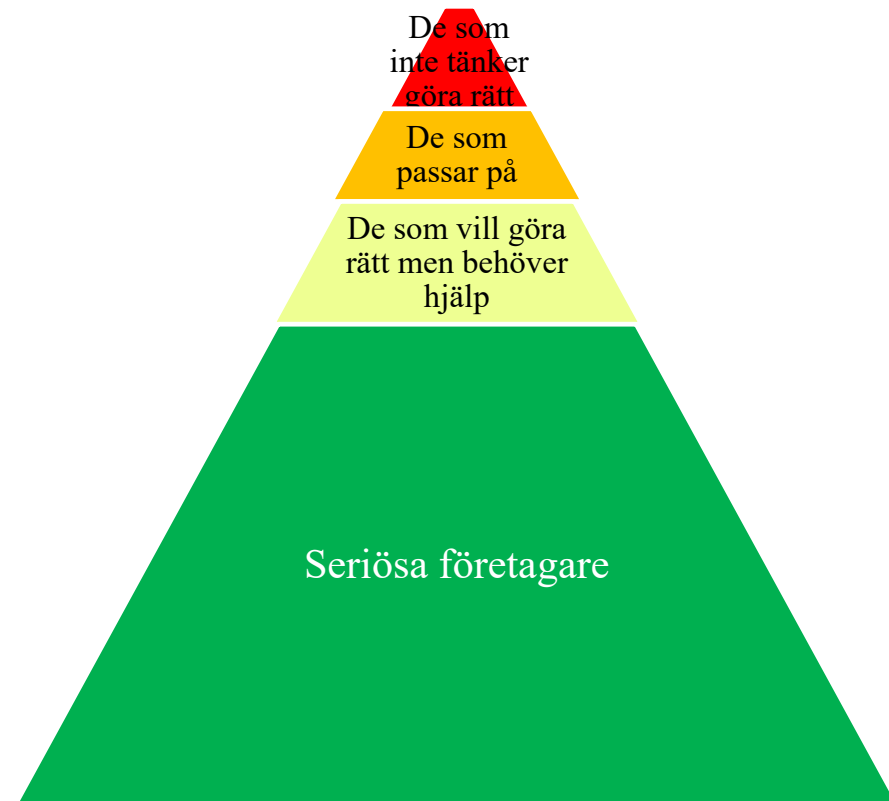 De som
inte tänker
göra rätt
De som
passar på
De som vill göra
rätt men behöver
hjälp
Seriösa företagare